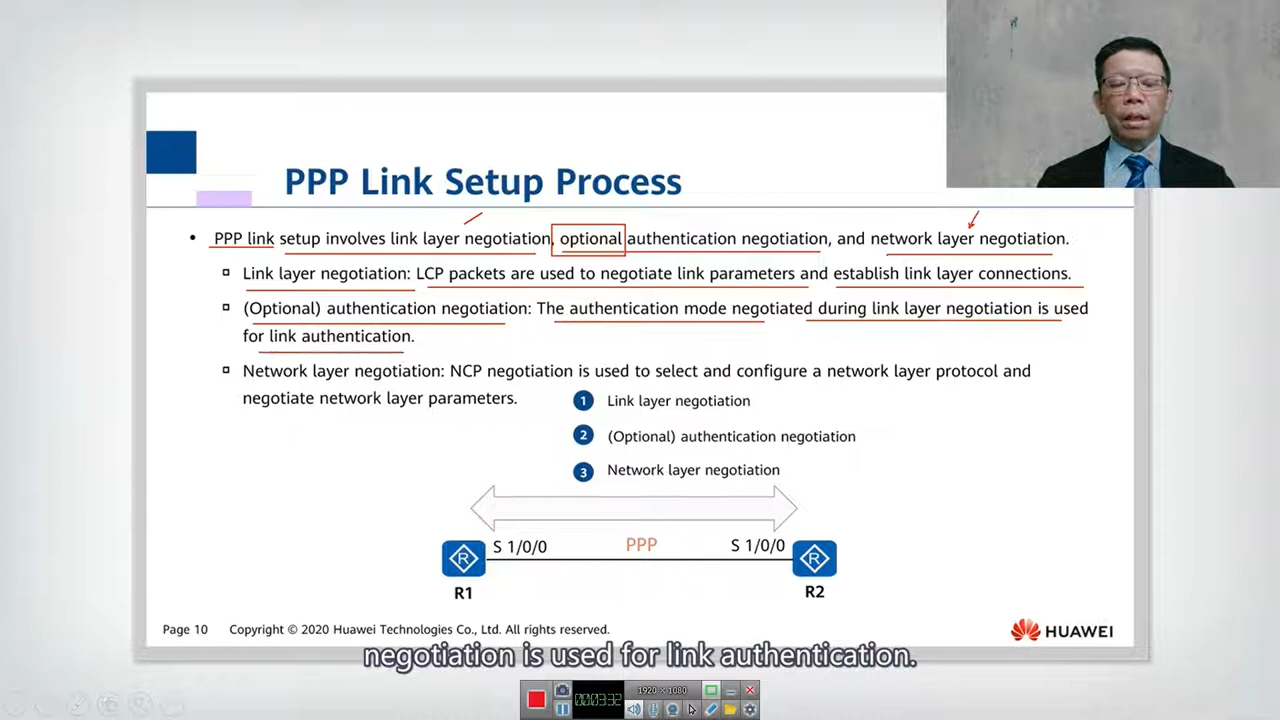 PPP Link Setup Process
• PPP link setup involves link layer negotiation, optional authentication negotiation, and network layer negotiation.
Link layer negotiation: LCP packets are used to negotiate link parameters and establish link layer connections.
(Optional) authentication negotiation: The authentication mode negotiated during link layer negotiation is used
for link authentication.
Network layer negotiation: NCP negotiation is used to select and configure a network layer protocol and
negotiate network layer parameters.
1 Link layer negotiation
2 (Optional) authentication negotiation
3 Network layer negotiation
S 1/0/0 PPP S 1/0/0
R R
R1 R2
Page 10 Copyright © 2020 Huawei Technologies Co., Ltd. All rights reserved. HUAWEI
negotiation is used for link authentication.
000:03:32 1920 × 1080